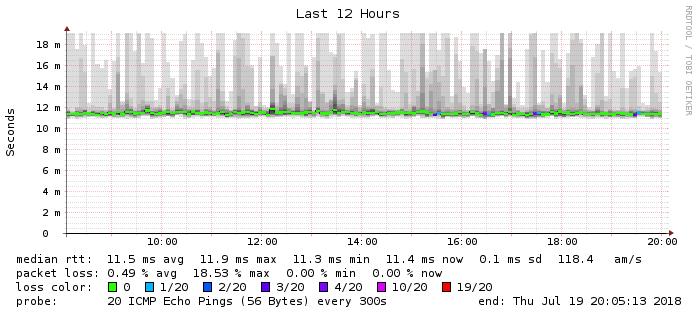 Last 12 Hours
RRDTOOL / TOBI OETIKER
Seconds
18 m
16 m
14 m
12 m
10 m
8 m
6 m
4 m
2 m
0
10:00 12:00 14:00 16:00 18:00 20:00
median rtt: 11.5 ms avg 11.9 ms max 11.3 ms min 11.4 ms now 0.1 ms sd 118.4 am/s
packet loss: 0.49 % avg 18.53 % max 0.00 % min 0.00 % now
loss color: 0 1/20 2/20 3/20 4/20 10/20 19/20
probe: 20 ICMP Echo Pings (56 Bytes) every 300s end: Thu Jul 19 20:05:13 2018